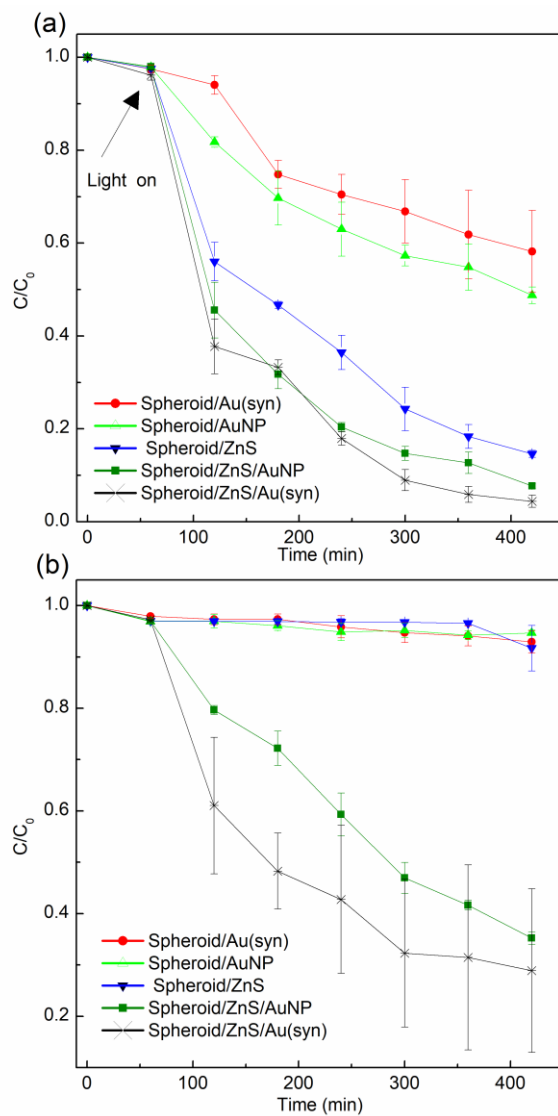 (a)
1.0
0.8
0.6
0.4
0.2
0.0
C/C₀
Light on
Spheroid/Au(syn)
Spheroid/AuNP
Spheroid/ZnS
Spheroid/ZnS/AuNP
Spheroid/ZnS/Au(syn)
0 100 200 300 400
Time (min)
(b)
1.0
0.8
0.6
0.4
0.2
C/C₀
Spheroid/Au(syn)
Spheroid/AuNP
Spheroid/ZnS
Spheroid/ZnS/AuNP
Spheroid/ZnS/Au(syn)
0 100 200 300 400
Time (min)